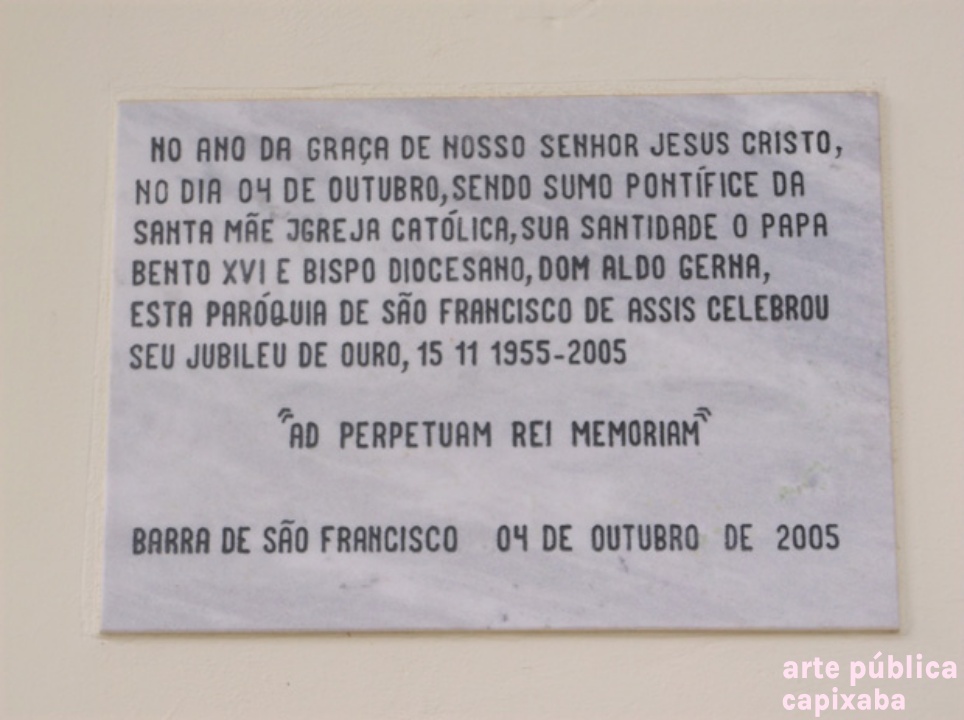 NO ANO DA GRAÇA DE NOSSO SENHOR JESUS CRISTO,
NO DIA 04 DE OUTUBRO, SENDO SUMO PONTÍFICE DA
SANTA MÃE IGREJA CATÓLICA, SUA SANTIDADE O PAPA
BENTO XVI E BISPO DIOCESANO, DOM ALDO GERNA,
ESTA PARÓQUIA DE SÃO FRANCISCO DE ASSIS CELEBROU
SEU JUBILEU DE OURO, 15 11 1955-2005
"AD PERPETUAM REI MEMORIAM"
BARRA DE SÃO FRANCISCO 04 DE OUTUBRO DE 2005
arte pública
capixaba